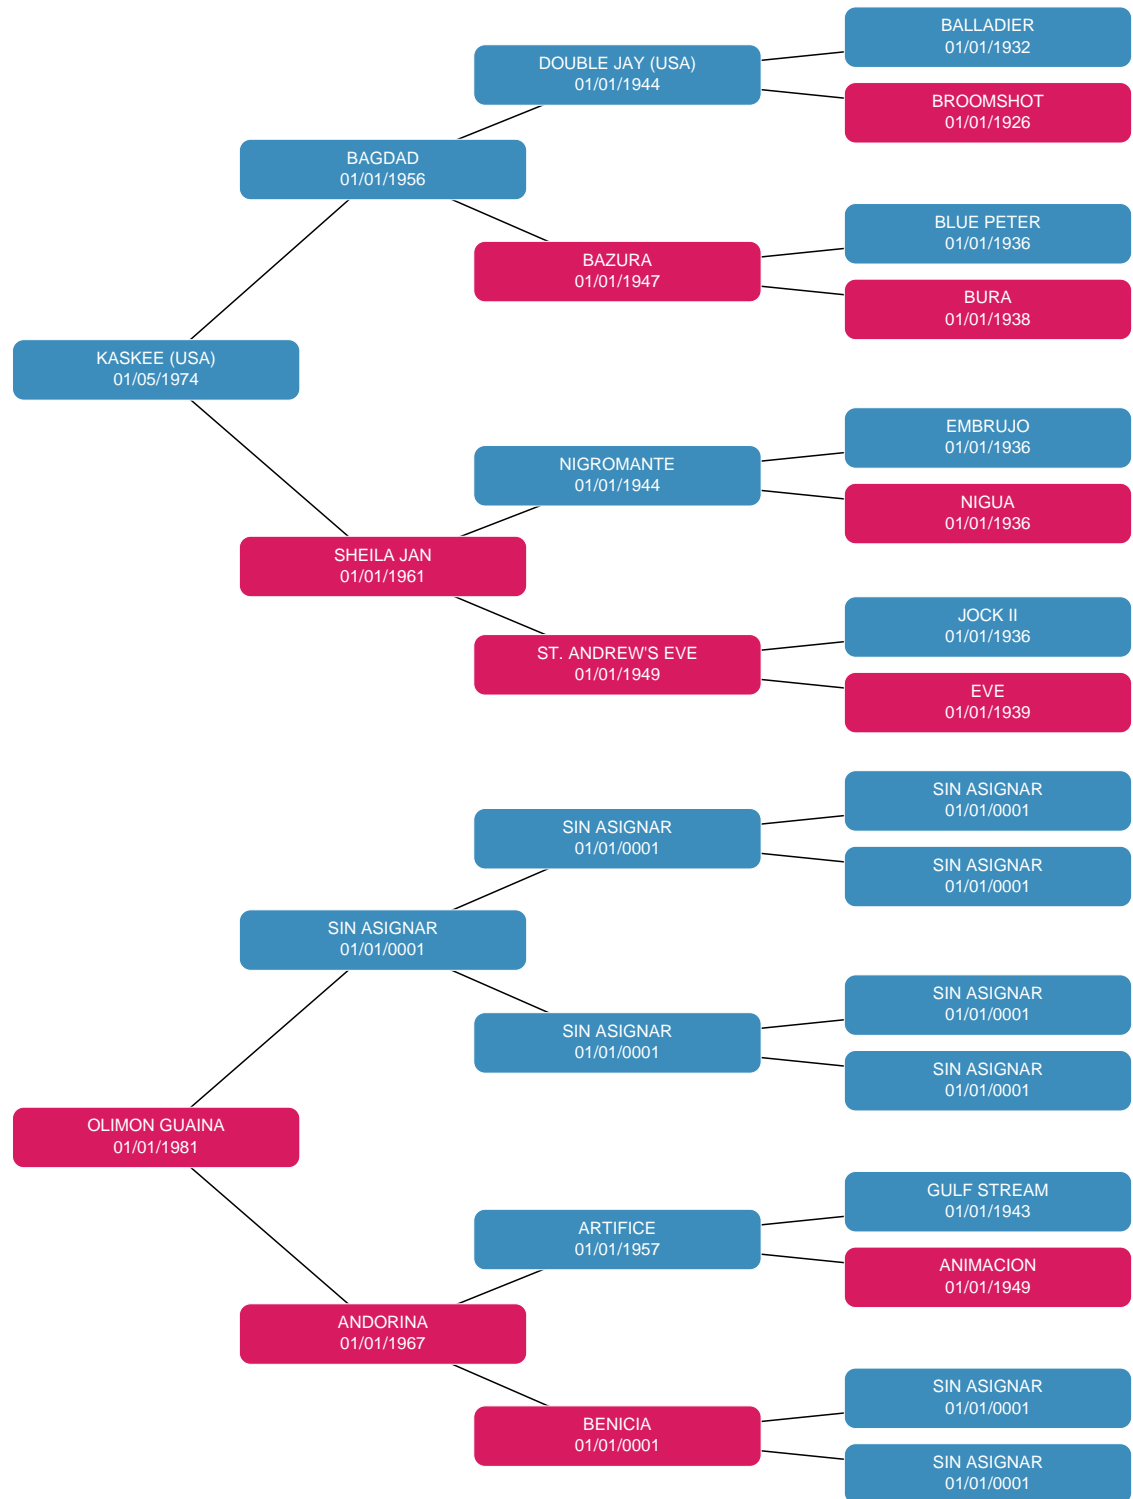 BALLADIER
01/01/1932
DOUBLE JAY (USA)
01/01/1944
BROOMSHOT
01/01/1926
BAGDAD
01/01/1956
BLUE PETER
01/01/1936
BAZURA
01/01/1947
BURA
01/01/1938
KASKEE (USA)
01/05/1974
EMBRUJO
01/01/1936
NIGROMANTE
01/01/1944
NIGUA
01/01/1936
SHEILA JAN
01/01/1961
JOCK II
01/01/1936
ST. ANDREW'S EVE
01/01/1949
EVE
01/01/1939
SIN ASIGNAR
01/01/0001
SIN ASIGNAR
01/01/0001
SIN ASIGNAR
01/01/0001
SIN ASIGNAR
01/01/0001
SIN ASIGNAR
01/01/0001
SIN ASIGNAR
01/01/0001
SIN ASIGNAR
01/01/0001
OLIMON GUAINA
01/01/1981
GULF STREAM
01/01/1943
ARTIFICE
01/01/1957
ANIMACION
01/01/1949
ANDORINA
01/01/1967
SIN ASIGNAR
01/01/0001
BENICIA
01/01/0001
SIN ASIGNAR
01/01/0001